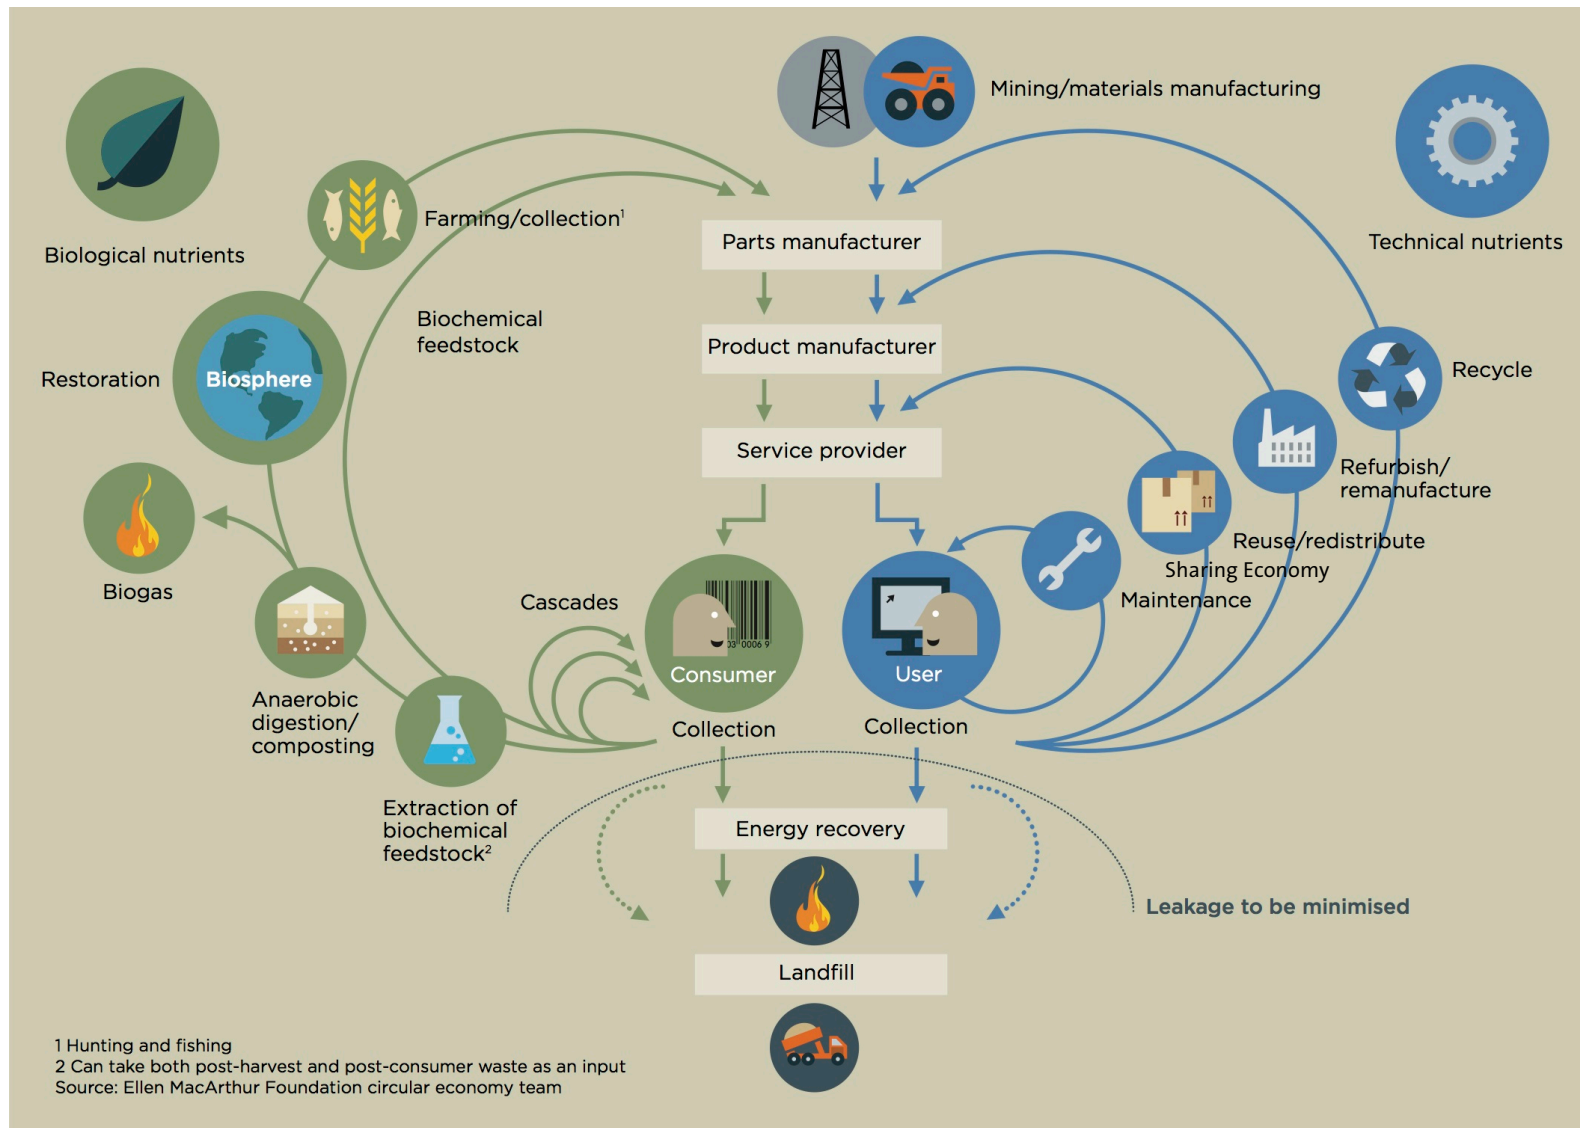 Mining/materials manufacturing
Biological nutrients
Technical nutrients
Farming/collection¹
Parts manufacturer
Biochemical
feedstock
Product manufacturer
Restoration
Biosphere
Recycle
Service provider
Refurbish/
remanufacture
Reuse/redistribute
Sharing Economy
Maintenance
Biogas
Cascades
03 0006 9
Consumer
User
Collection
Collection
Anaerobic
digestion/
composting
Extraction of
biochemical
feedstock²
Energy recovery
Leakage to be minimised
Landfill
1 Hunting and fishing
2 Can take both post-harvest and post-consumer waste as an input
Source: Ellen MacArthur Foundation circular economy team